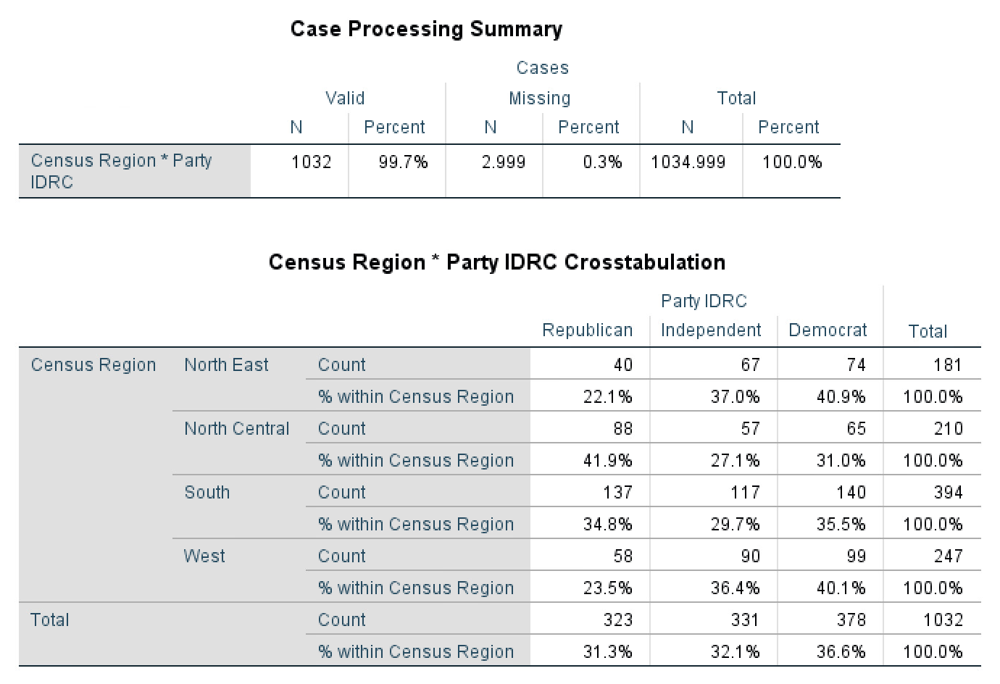 Case Processing Summary
Cases
Valid Missing Total
N Percent N Percent N Percent
Census Region * Party IDRC 1032 99.7% 2.999 0.3% 1034.999 100.0%
Census Region * Party IDRC Crosstabulation
Party IDRC
Republican Independent Democrat Total
Census Region North East Count 40 67 74 181
% within Census Region 22.1% 37.0% 40.9% 100.0%
North Central Count 88 57 65 210
% within Census Region 41.9% 27.1% 31.0% 100.0%
South Count 137 117 140 394
% within Census Region 34.8% 29.7% 35.5% 100.0%
West Count 58 90 99 247
% within Census Region 23.5% 36.4% 40.1% 100.0%
Total Count 323 331 378 1032
% within Census Region 31.3% 32.1% 36.6% 100.0%